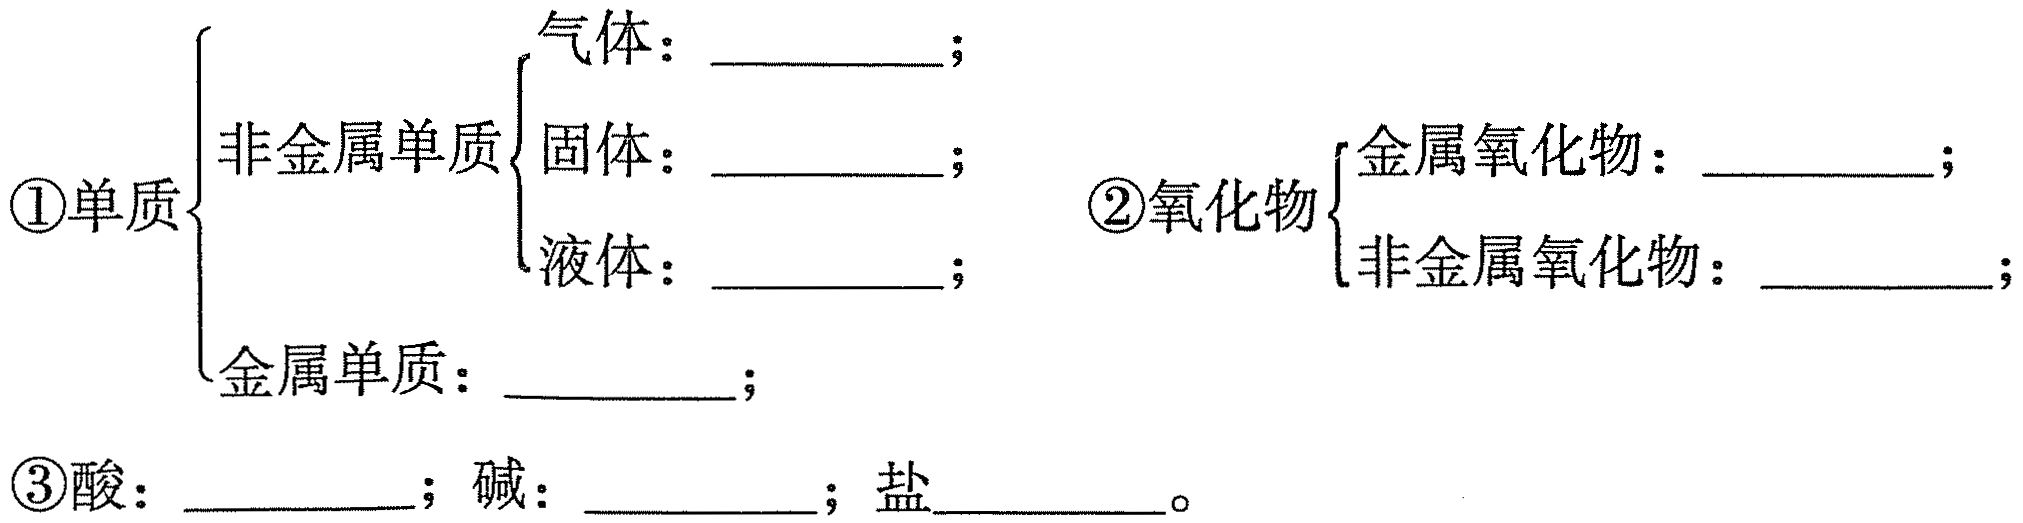 气体：________；
非金属单质 固体：________； 金属氧化物：________；
①单质 ②氧化物
液体：________； 非金属氧化物：________；
金属单质：________；
③酸：________；碱：________；盐________。